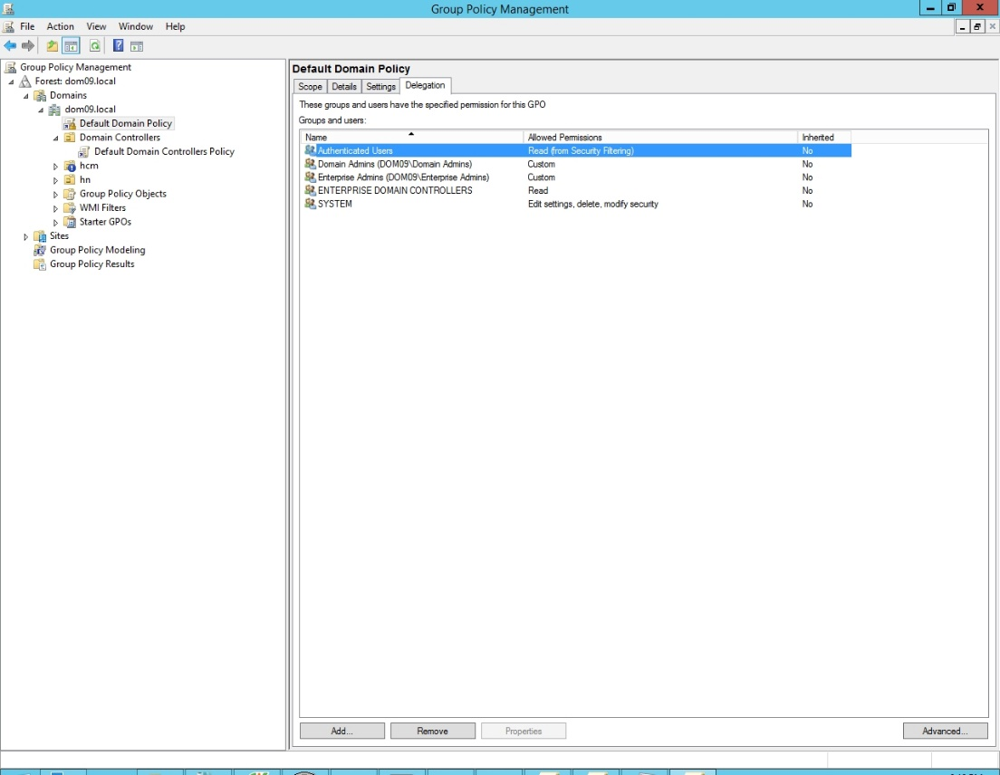 Group Policy Management
File Action View Window Help
Group Policy Management
Forest: dom09.local
Domains
dom09.local
Default Domain Policy
Domain Controllers
Default Domain Controllers Policy
hcm
hn
Group Policy Objects
WMI Filters
Starter GPOs
Sites
Group Policy Modeling
Group Policy Results
Default Domain Policy
Scope Details Settings Delegation
These groups and users have the specified permission for this GPO
Groups and users:
Name Allowed Permissions Inherited
Authenticated Users Read (from Security Filtering) No
Domain Admins (DOM09\Domain Admins) Custom No
Enterprise Admins (DOM09\Enterprise Admins) Custom No
ENTERPRISE DOMAIN CONTROLLERS Read No
SYSTEM Edit settings, delete, modify security No
Add... Remove Properties Advanced...